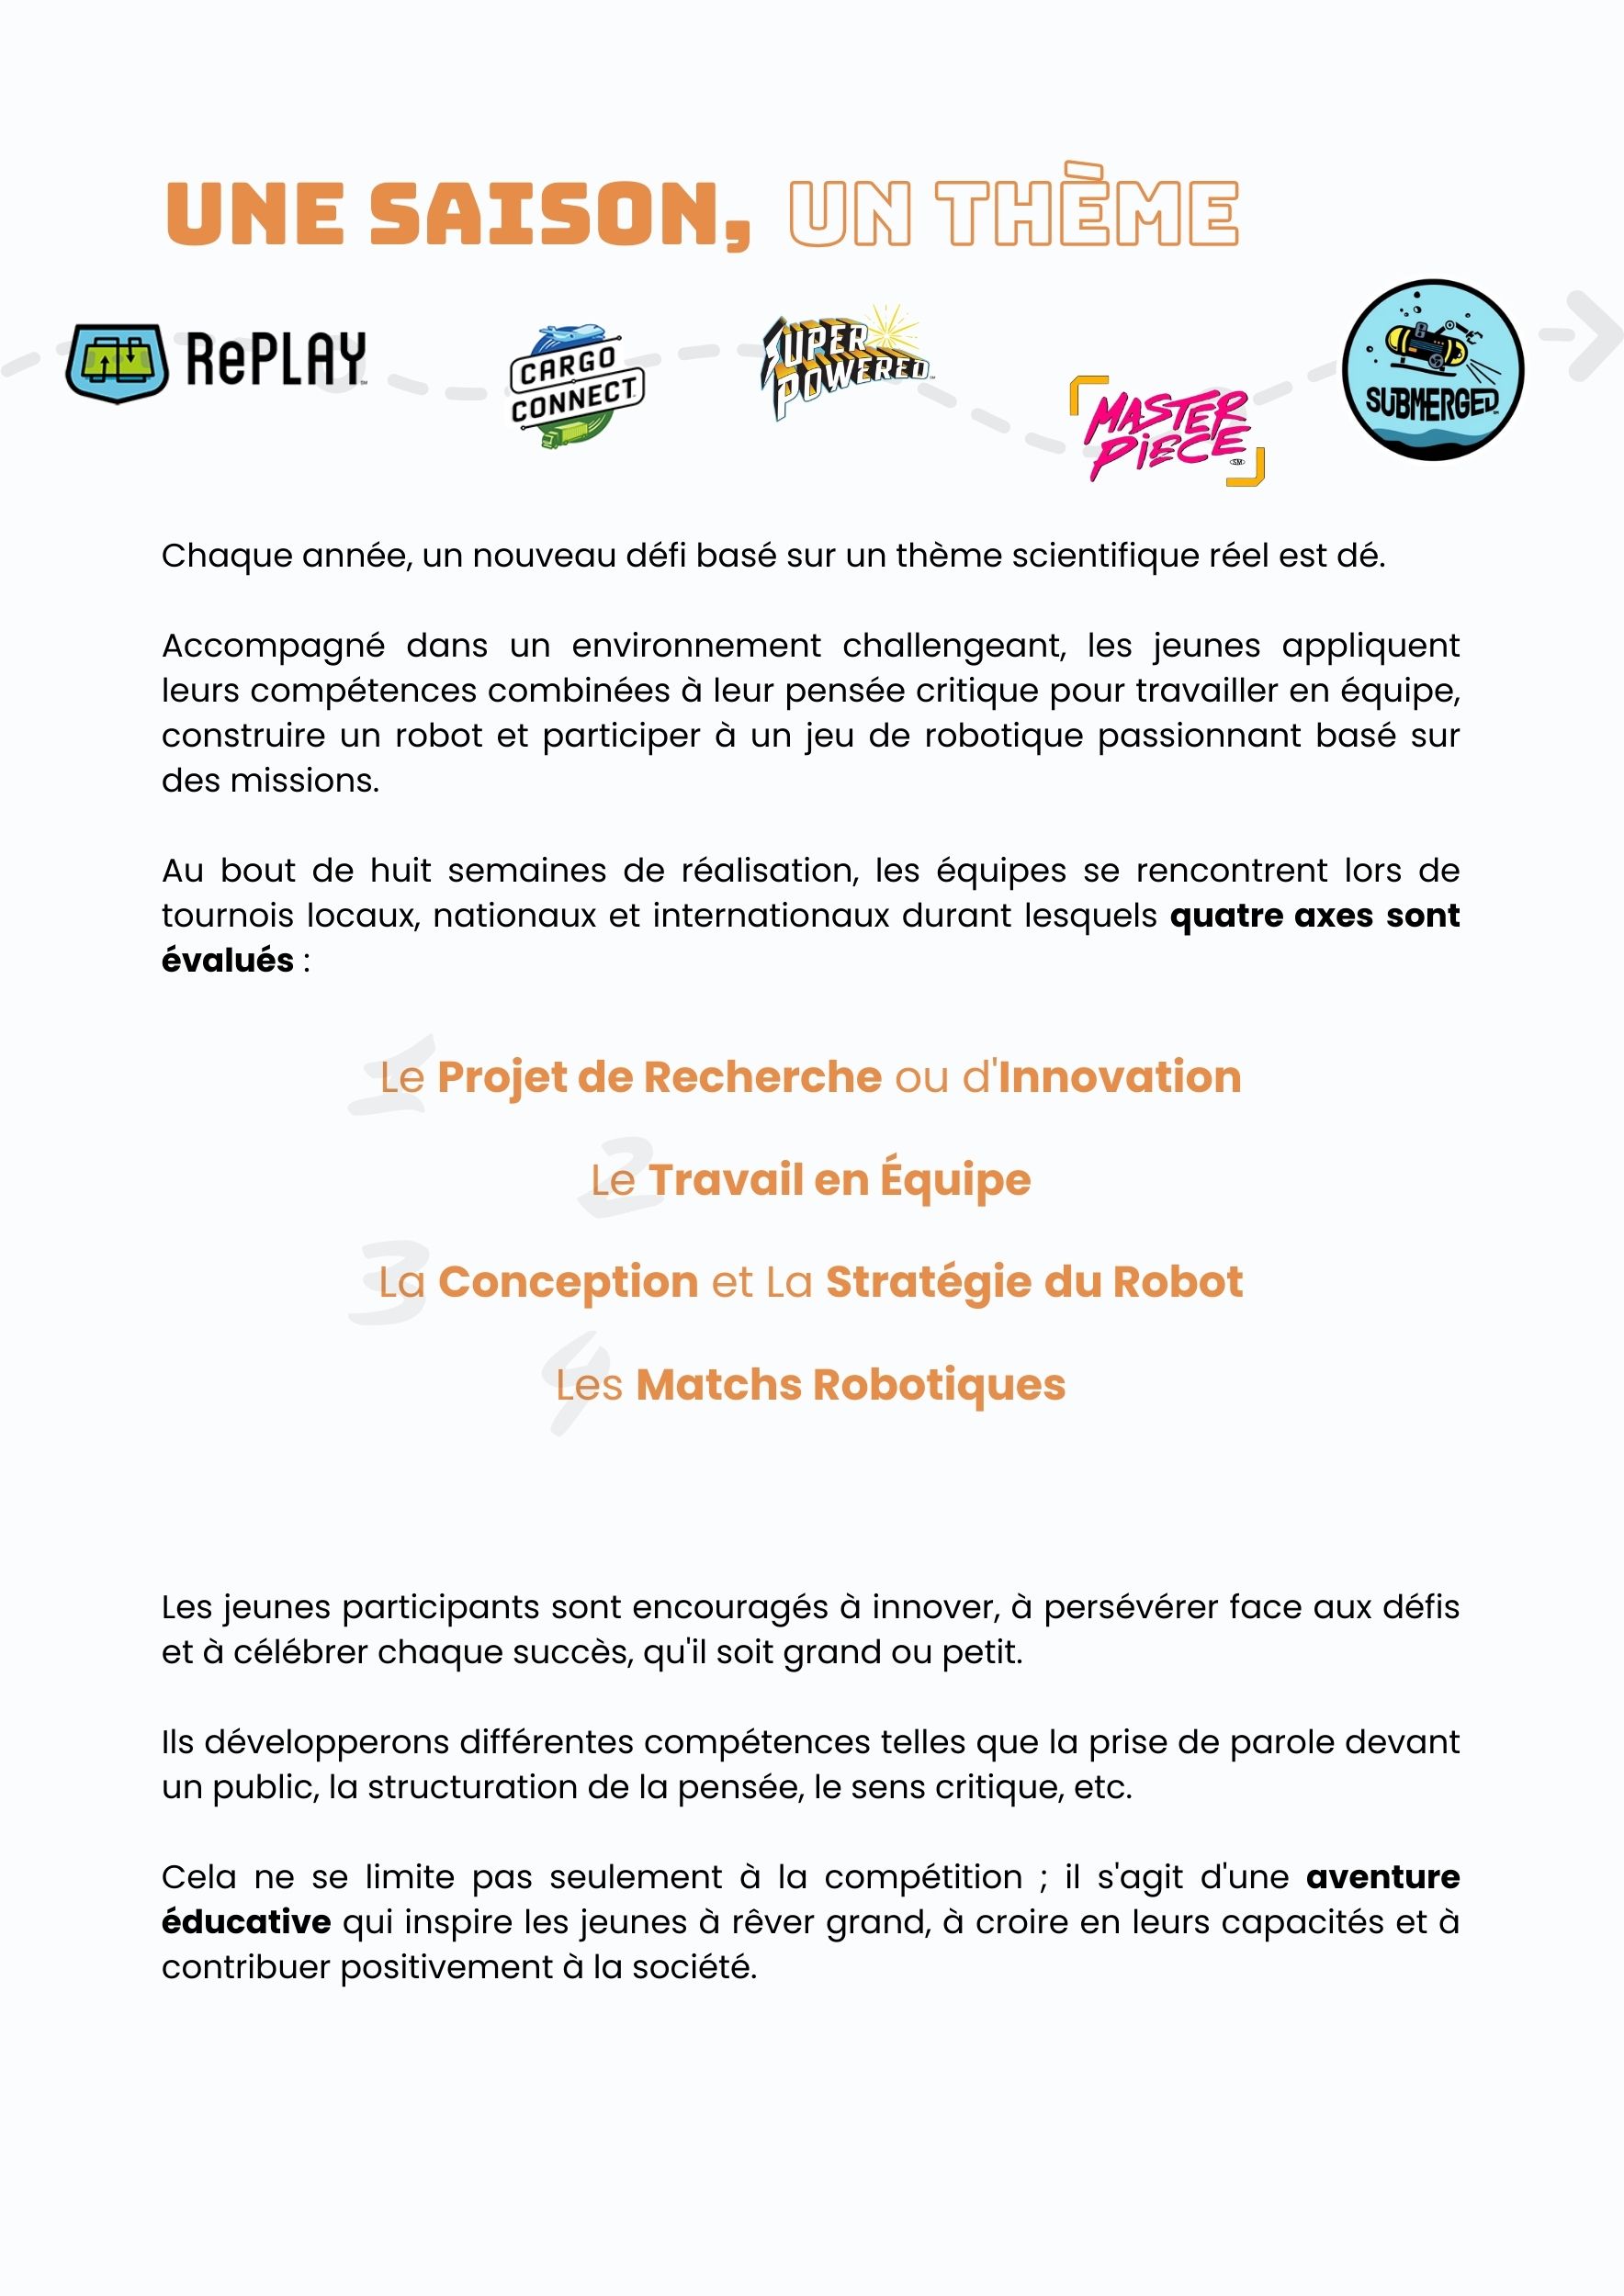 UNE SAISON, UN THÈME
RePLAY
CARGO
CONNECT
SUPER
POWERED
MASTER
PIECE
SM
SUBMERGED
Chaque année, un nouveau défi basé sur un thème scientifique réel est dé.
Accompagné dans un environnement challengeant, les jeunes appliquent
leurs compétences combinées à leur pensée critique pour travailler en équipe,
construire un robot et participer à un jeu de robotique passionnant basé sur
des missions.
Au bout de huit semaines de réalisation, les équipes se rencontrent lors de
tournois locaux, nationaux et internationaux durant lesquels quatre axes sont
évalués :
1 Le Projet de Recherche ou d'Innovation
2 Le Travail en Équipe
3 La Conception et La Stratégie du Robot
4 Les Matchs Robotiques
Les jeunes participants sont encouragés à innover, à persévérer face aux défis
et à célébrer chaque succès, qu'il soit grand ou petit.
Ils développerons différentes compétences telles que la prise de parole devant
un public, la structuration de la pensée, le sens critique, etc.
Cela ne se limite pas seulement à la compétition ; il s'agit d'une aventure
éducative qui inspire les jeunes à rêver grand, à croire en leurs capacités et à
contribuer positivement à la société.